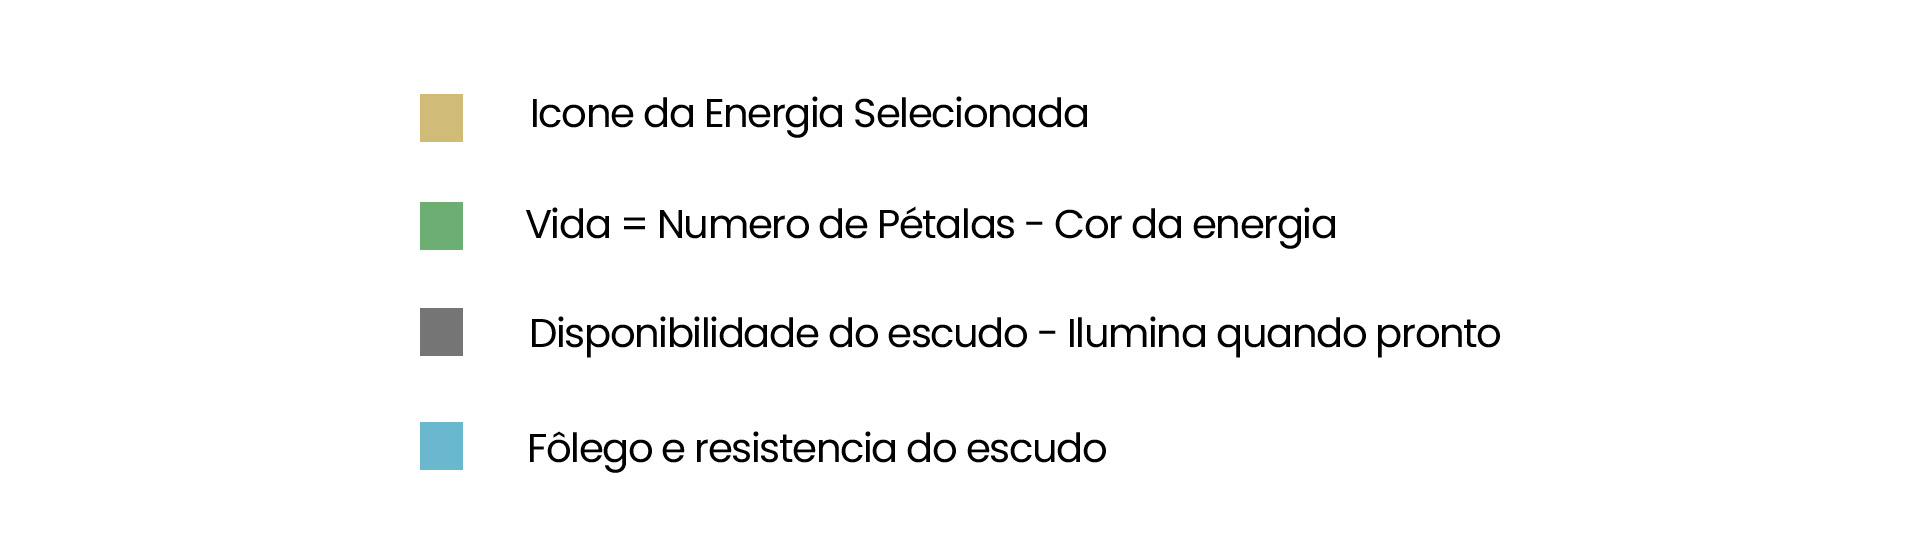 Icone da Energia Selecionada
Vida = Numero de Pétalas - Cor da energia
Disponibilidade do escudo - Ilumina quando pronto
Fôlego e resistencia do escudo